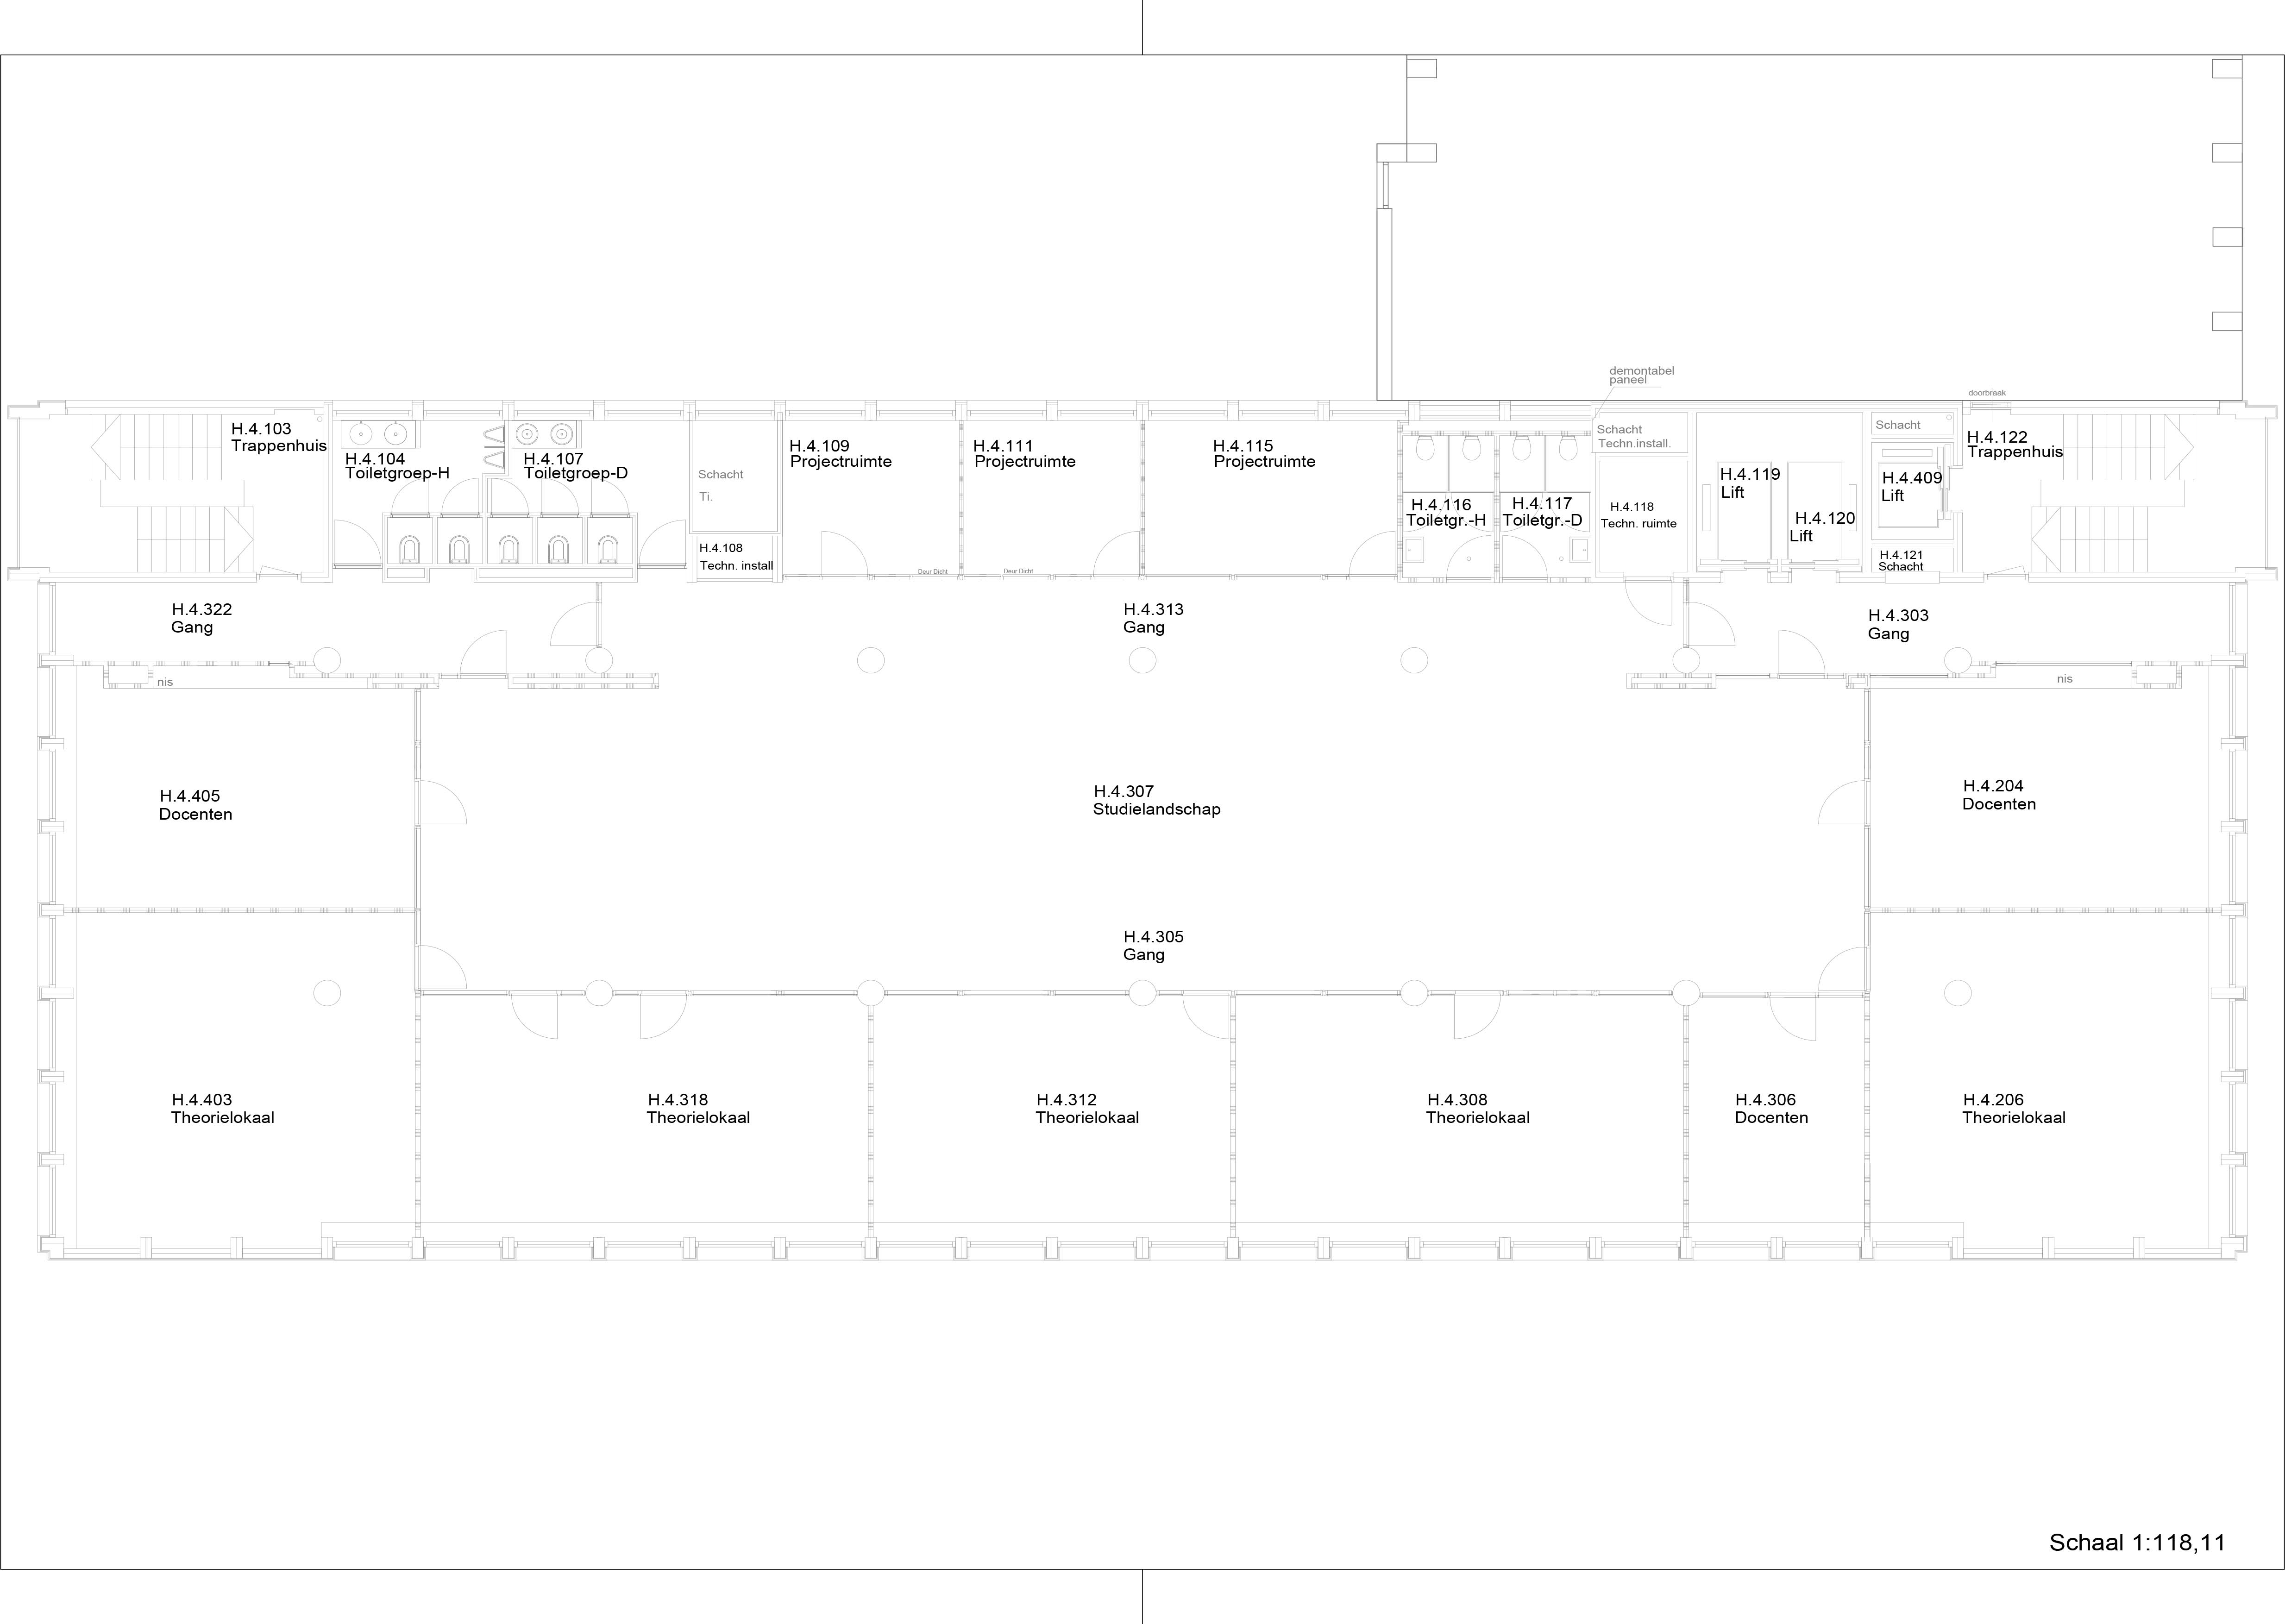 demontabel
paneel
doorbraak
H.4.103
Trappenhuis
H.4.104
Toiletgroep-H
H.4.107
Toiletgroep-D
Schacht
Ti.
H.4.108
Techn. install
H.4.109
Projectruimte
Deur Dicht
H.4.111
Projectruimte
Deur Dicht
H.4.115
Projectruimte
H.4.116
Toiletgr.-H
H.4.117
Toiletgr.-D
Schacht
Techn.install.
H.4.118
Techn. ruimte
H.4.119
Lift
H.4.120
Lift
Schacht
H.4.409
Lift
H.4.121
Schacht
H.4.122
Trappenhuis
H.4.322
Gang
H.4.313
Gang
H.4.303
Gang
nis
nis
H.4.405
Docenten
H.4.307
Studielandschap
H.4.204
Docenten
H.4.305
Gang
H.4.403
Theorielokaal
H.4.318
Theorielokaal
H.4.312
Theorielokaal
H.4.308
Theorielokaal
H.4.306
Docenten
H.4.206
Theorielokaal
Schaal 1:118,11